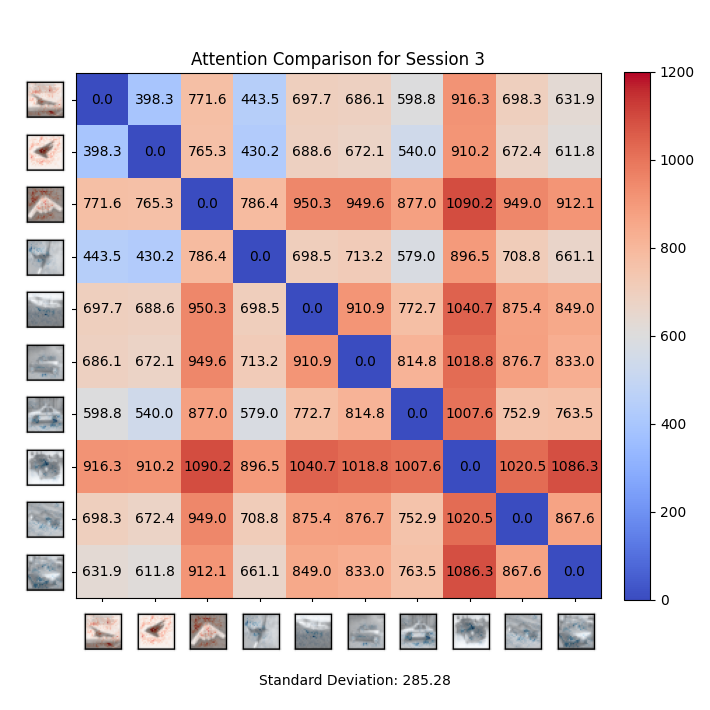 Attention Comparison for Session 3
0.0 398.3 771.6 443.5 697.7 686.1 598.8 916.3 698.3 631.9
398.3 0.0 765.3 430.2 688.6 672.1 540.0 910.2 672.4 611.8
771.6 765.3 0.0 786.4 950.3 949.6 877.0 1090.2 949.0 912.1
443.5 430.2 786.4 0.0 698.5 713.2 579.0 896.5 708.8 661.1
697.7 688.6 950.3 698.5 0.0 910.9 772.7 1040.7 875.4 849.0
686.1 672.1 949.6 713.2 910.9 0.0 814.8 1018.8 876.7 833.0
598.8 540.0 877.0 579.0 772.7 814.8 0.0 1007.6 752.9 763.5
916.3 910.2 1090.2 896.5 1040.7 1018.8 1007.6 0.0 1020.5 1086.3
698.3 672.4 949.0 708.8 875.4 876.7 752.9 1020.5 0.0 867.6
631.9 611.8 912.1 661.1 849.0 833.0 763.5 1086.3 867.6 0.0
1200
1000
800
600
400
200
0
Standard Deviation: 285.28